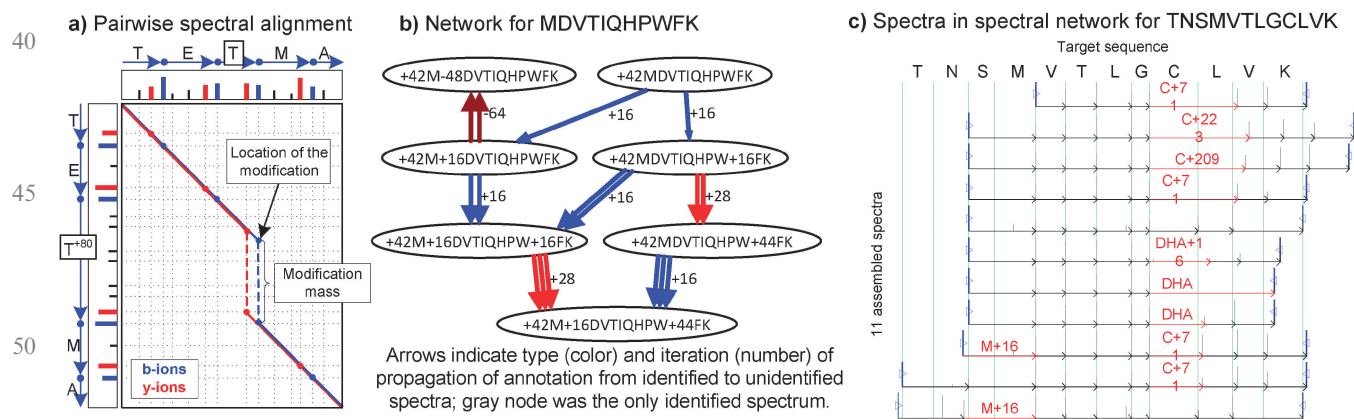 40
45
50
a) Pairwise spectral alignment
T E T M A
T
E
T+80
M
A
Location of the
modification
Modification
mass
b-ions
y-ions
b) Network for MDVTIQHPWFK
+42M-48DVTIQHPWFK
+42MDVTIQHPWFK
-64
+16
+16
+42M+16DVTIQHPWFK
+42MDVTIQHPW+16FK
+16
+16
+28
+42M+16DVTIQHPW+16FK
+42MDVTIQHPW+44FK
+28
+16
+42M+16DVTIQHPW+44FK
Arrows indicate type (color) and iteration (number) of
propagation of annotation from identified to unidentified
spectra; gray node was the only identified spectrum.
c) Spectra in spectral network for TNSMVTLGCLVK
Target sequence
T N S M V T L G C L V K
11 assembled spectra
C+7
1
C+22
3
C+209
C+7
1
DHA+1
6
DHA
DHA
M+16
C+7
1
C+7
1
M+16